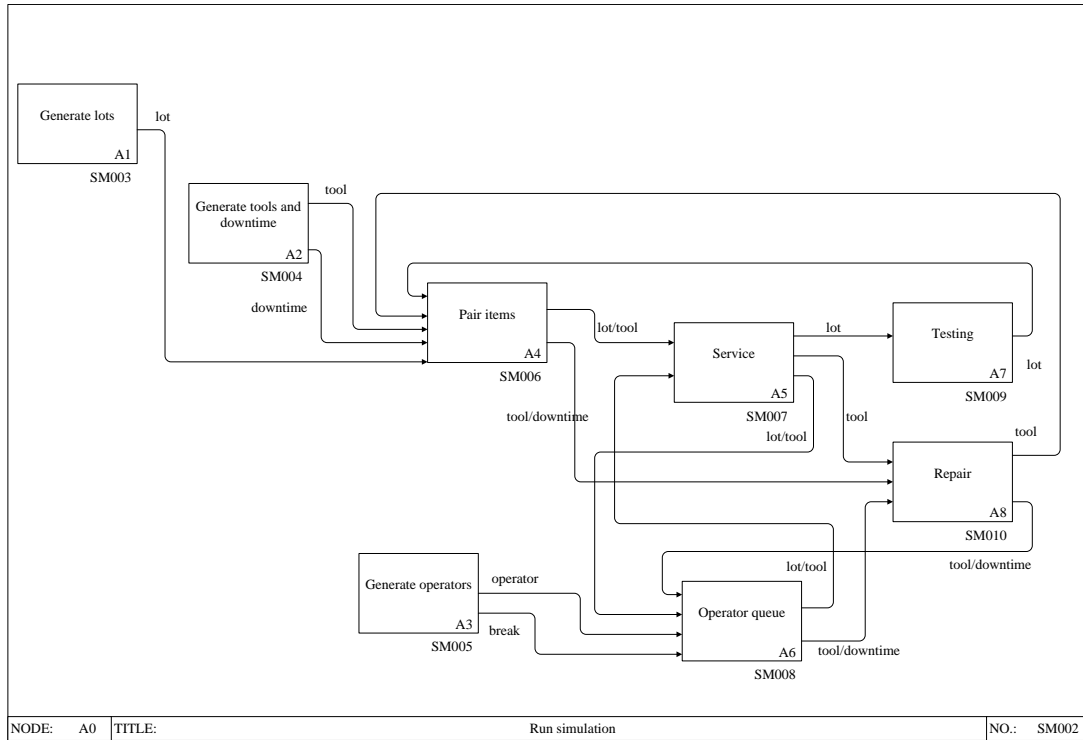 Generate lots
A1
SM003
lot
Generate tools and
downtime
A2
SM004
tool
downtime
Pair items
A4
SM006
lot/tool
tool/downtime
Service
A5
SM007
lot
tool
lot/tool
Testing
A7
SM009
lot
Repair
A8
SM010
tool
tool/downtime
Generate operators
A3
SM005
operator
break
Operator queue
A6
SM008
lot/tool
tool/downtime
NODE: A0 TITLE: Run simulation NO.: SM002